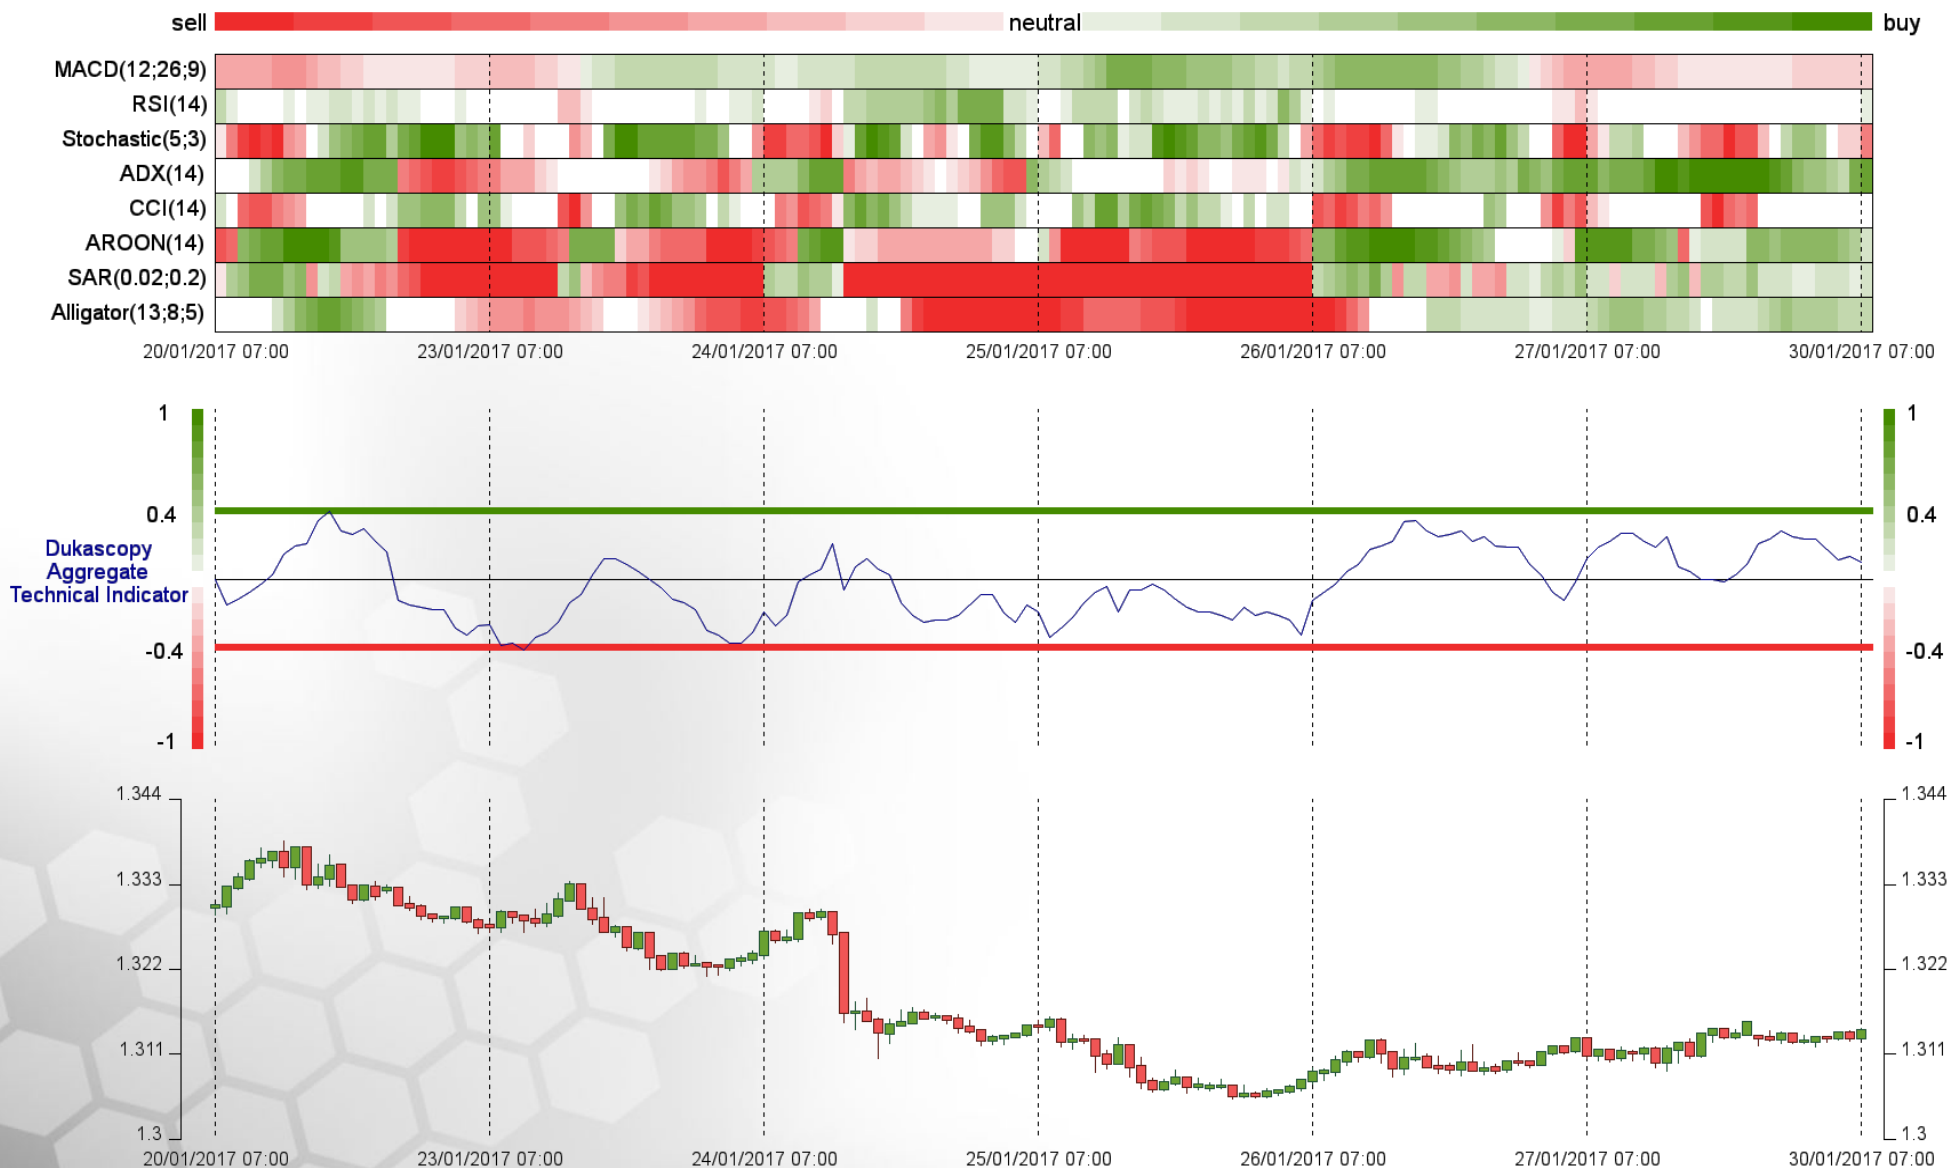 sell neutral buy
MACD(12;26;9)
RSI(14)
Stochastic(5;3)
ADX(14)
CCI(14)
AROON(14)
SAR(0.02;0.2)
Alligator(13;8;5)
20/01/2017 07:00 23/01/2017 07:00 24/01/2017 07:00 25/01/2017 07:00 26/01/2017 07:00 27/01/2017 07:00 30/01/2017 07:00
1 1
0.4 0.4
Dukascopy
Aggregate
Technical Indicator
-0.4 -0.4
-1 -1
1.344 1.344
1.333 1.333
1.322 1.322
1.311 1.311
1.3 1.3
20/01/2017 07:00 23/01/2017 07:00 24/01/2017 07:00 25/01/2017 07:00 26/01/2017 07:00 27/01/2017 07:00 30/01/2017 07:00